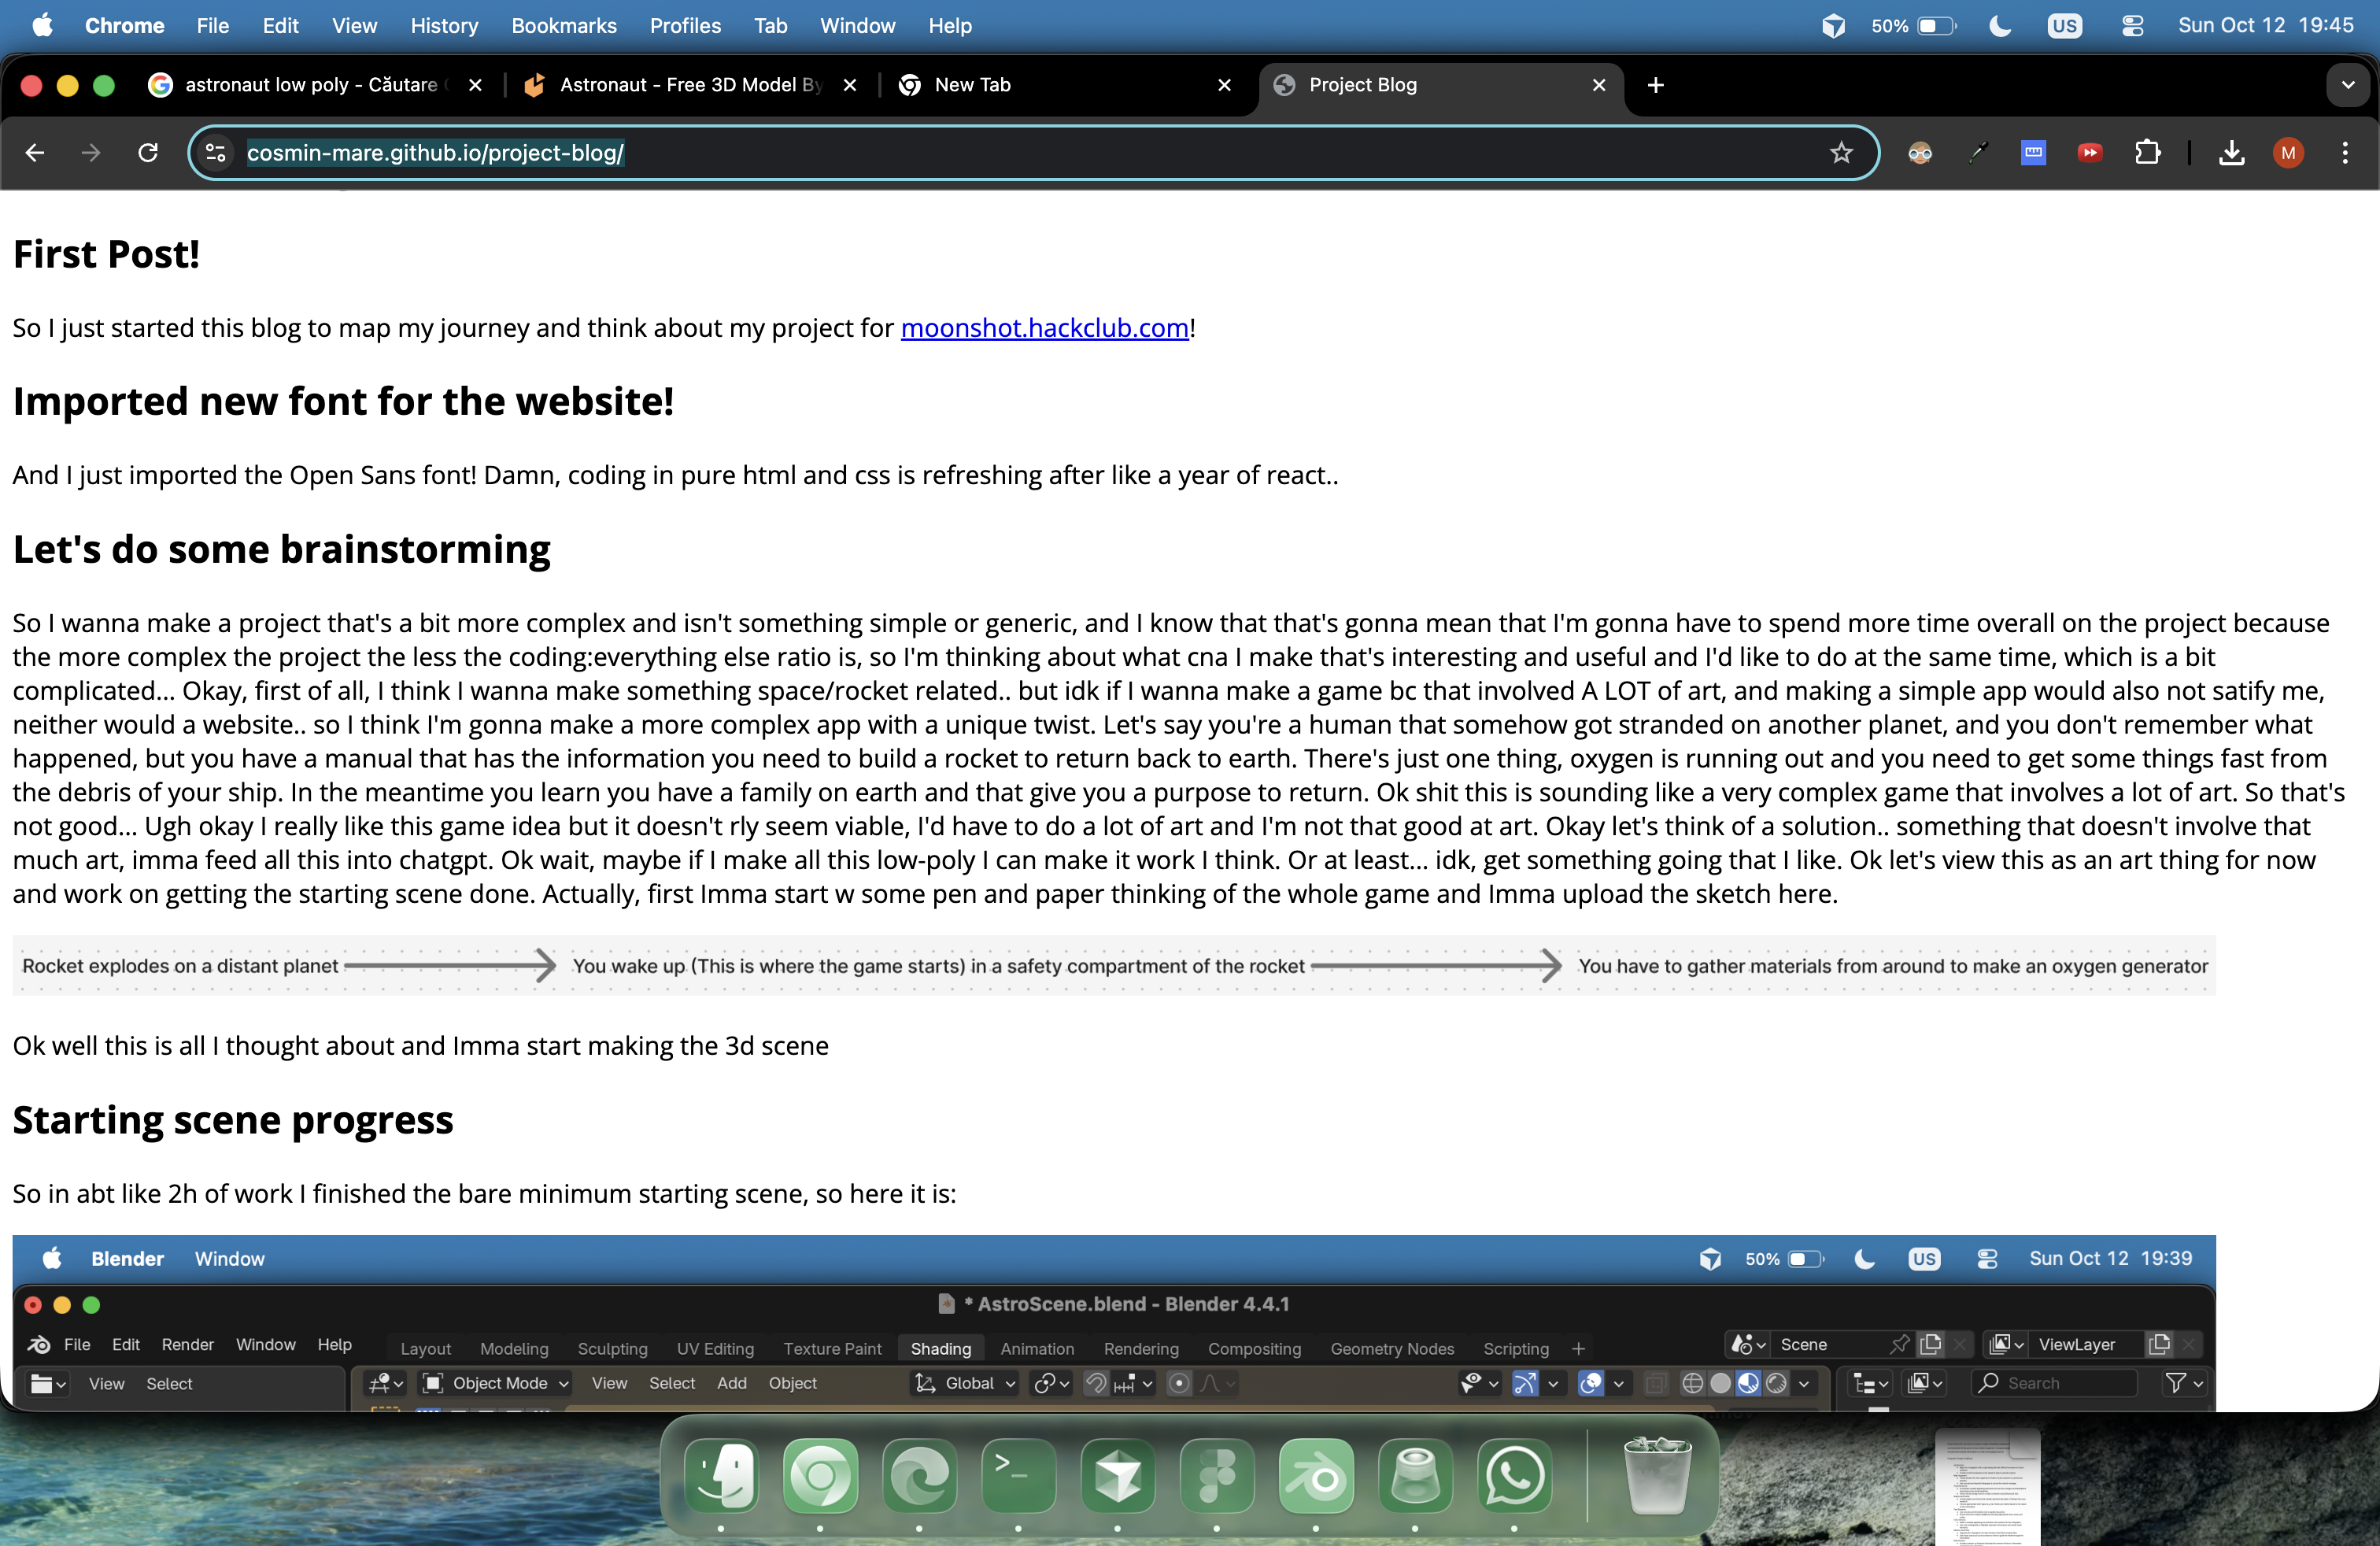 Chrome File Edit View History Bookmarks Profiles Tab Window Help 50% US Sun Oct 12 19:45
astronaut low poly - Căutare Astronaut - Free 3D Model By New Tab Project Blog
cosmin-mare.github.io/project-blog/ M
First Post!
So I just started this blog to map my journey and think about my project for moonshot.hackclub.com!
Imported new font for the website!
And I just imported the Open Sans font! Damn, coding in pure html and css is refreshing after like a year of react..
Let's do some brainstorming
So I wanna make a project that's a bit more complex and isn't something simple or generic, and I know that that's gonna mean that I'm gonna have to spend more time overall on the project because
the more complex the project the less the coding:everything else ratio is, so I'm thinking about what cna I make that's interesting and useful and I'd like to do at the same time, which is a bit
complicated... Okay, first of all, I think I wanna make something space/rocket related.. but idk if I wanna make a game bc that involved A LOT of art, and making a simple app would also not satify me,
neither would a website.. so I think I'm gonna make a more complex app with a unique twist. Let's say you're a human that somehow got stranded on another planet, and you don't remember what
happened, but you have a manual that has the information you need to build a rocket to return back to earth. There's just one thing, oxygen is running out and you need to get some things fast from
the debris of your ship. In the meantime you learn you have a family on earth and that give you a purpose to return. Ok shit this is sounding like a very complex game that involves a lot of art. So that's
not good... Ugh okay I really like this game idea but it doesn't rly seem viable, I'd have to do a lot of art and I'm not that good at art. Okay let's think of a solution.. something that doesn't involve that
much art, imma feed all this into chatgpt. Ok wait, maybe if I make all this low-poly I can make it work I think. Or at least... idk, get something going that I like. Ok let's view this as an art thing for now
and work on getting the starting scene done. Actually, first Imma start w some pen and paper thinking of the whole game and Imma upload the sketch here.
Rocket explodes on a distant planet You wake up (This is where the game starts) in a safety compartment of the rocket You have to gather materials from around to make an oxygen generator
Ok well this is all I thought about and Imma start making the 3d scene
Starting scene progress
So in abt like 2h of work I finished the bare minimum starting scene, so here it is:
Blender Window 50% US Sun Oct 12 19:39
* AstroScene.blend - Blender 4.4.1
File Edit Render Window Help Layout Modeling Sculpting UV Editing Texture Paint Shading Animation Rendering Compositing Geometry Nodes Scripting + Scene ViewLayer
View Select Object Mode View Select Add Object Global Search